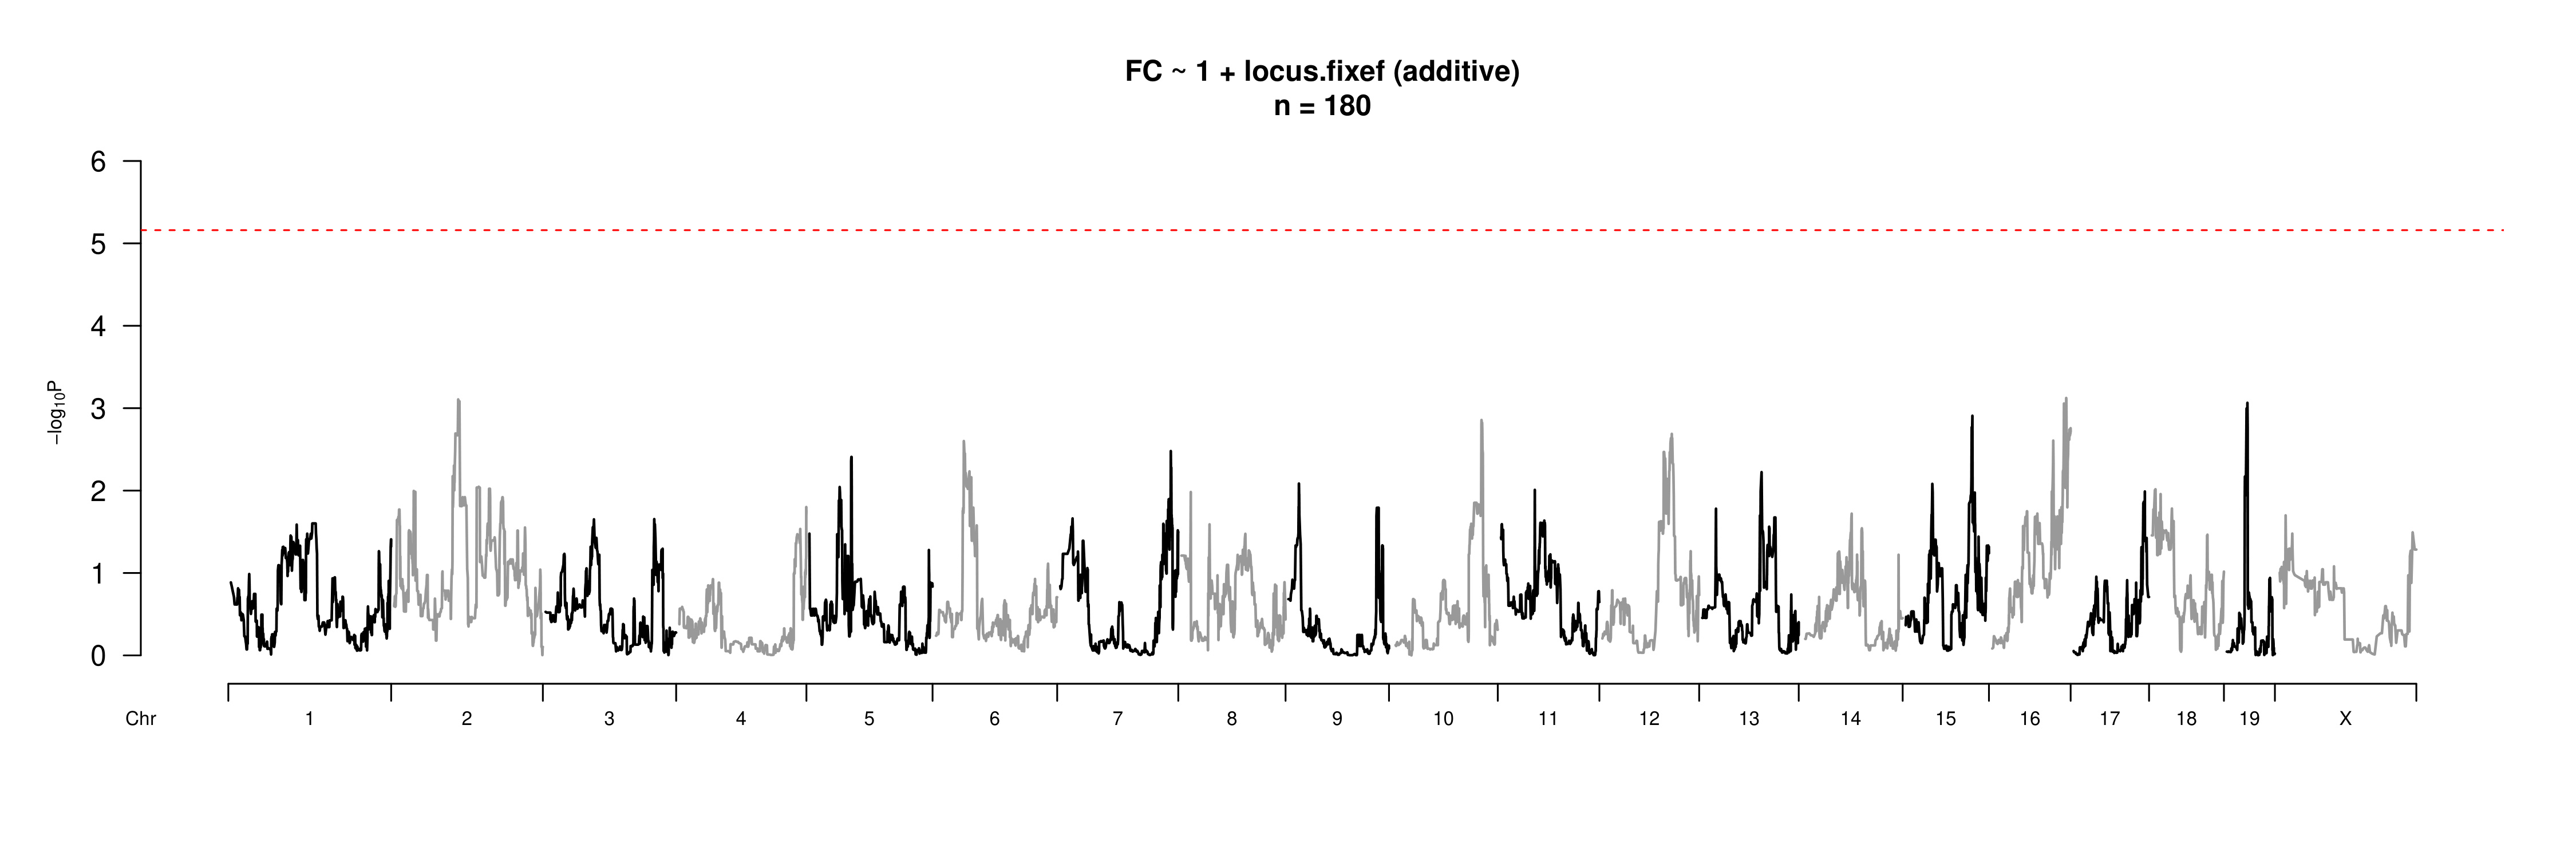 FC ~ 1 + locus.fixef (additive)
n = 180
6
5
4
3
2
1
0
−log10P
Chr 1 2 3 4 5 6 7 8 9 10 11 12 13 14 15 16 17 18 19 X